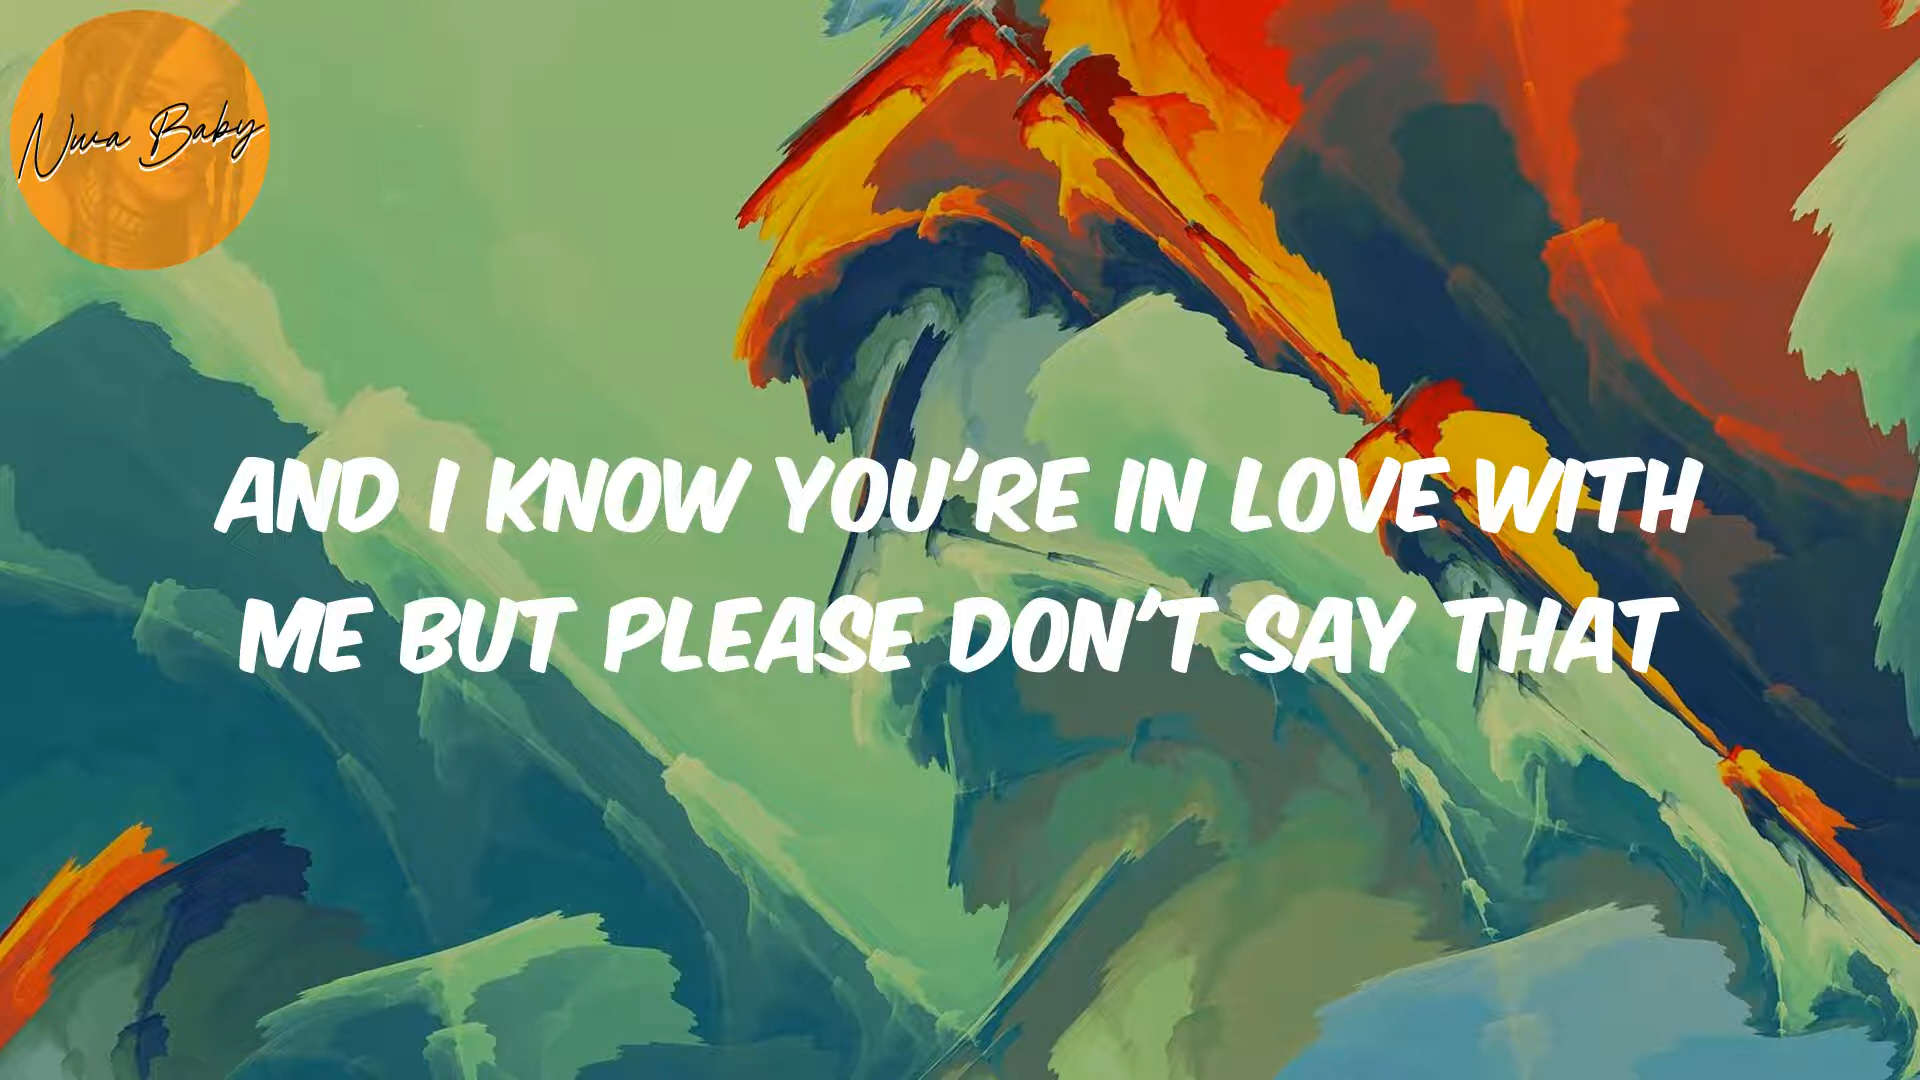 Nwa Baby
AND I KNOW YOU'RE IN LOVE WITH
ME BUT PLEASE DON'T SAY THAT